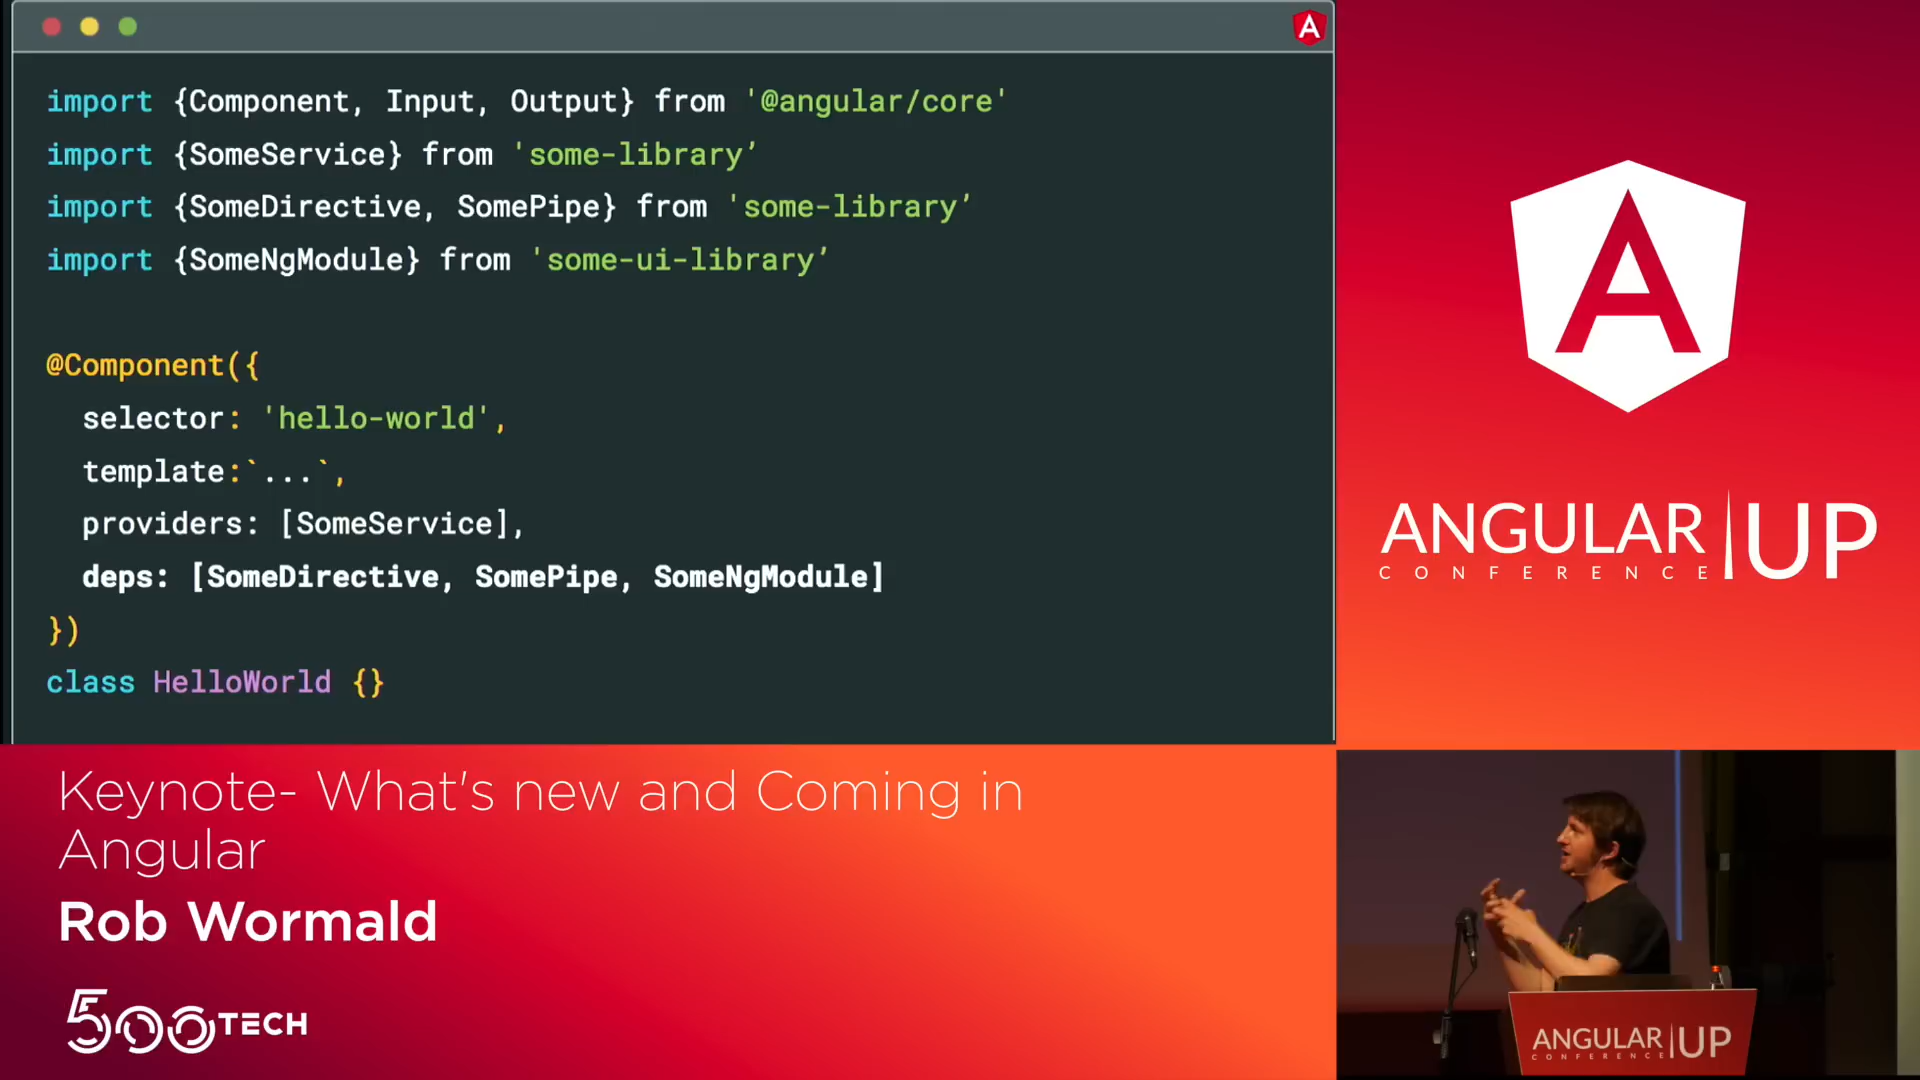 import {Component, Input, Output} from '@angular/core'
import {SomeService} from 'some-library’
import {SomeDirective, SomePipe} from 'some-library’
import {SomeNgModule} from 'some-ui-library’
@Component({
  selector: 'hello-world',
  template:`...`,
  providers: [SomeService],
  deps: [SomeDirective, SomePipe, SomeNgModule]
})
class HelloWorld {}
A
A
ANGULAR UP
CONFERENCE
Keynote- What's new and Coming in
Angular
Rob Wormald
500TECH
ANGULAR UP
CONFERENCE